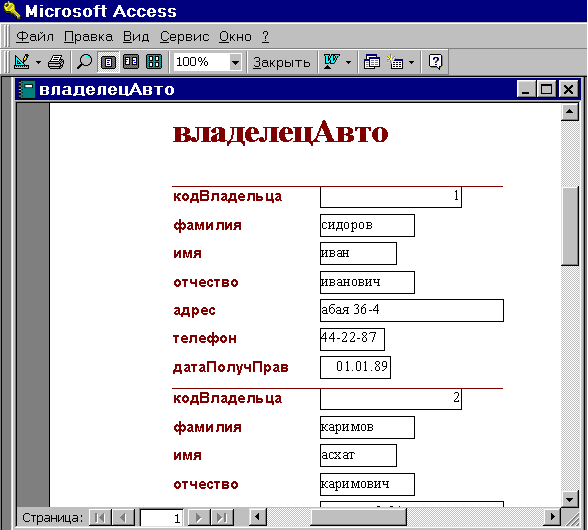 Microsoft Access
Файл Правка Вид Сервис Окно ?
100% Закрыть
владелецАвто
владелецАвто
кодВладельца 1
фамилия сидоров
имя иван
отчество иванович
адрес абая 36-4
телефон 44-22-87
датаПолучПрав 01.01.89
кодВладельца 2
фамилия каримов
имя асхат
отчество каримович
Страница: 1